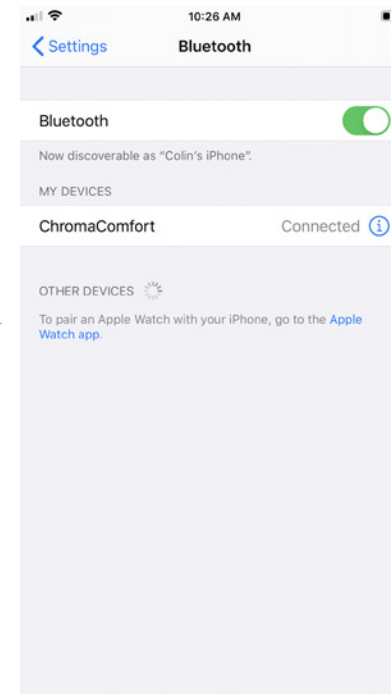 10:26 AM
Settings
Bluetooth
Bluetooth
Now discoverable as “Colin’s iPhone”.
MY DEVICES
ChromaComfort Connected
OTHER DEVICES
To pair an Apple Watch with your iPhone, go to the Apple
Watch app.